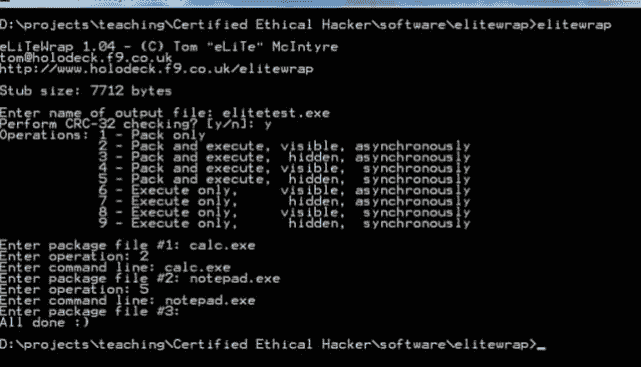 D:\projects\teaching\Certified Ethical Hacker\software\elitewrap>elitewrap
eLiTeWrap 1.04 - (C) Tom "eLiTe" McIntyre
tom@holodeck.f9.co.uk
http://www.holodeck.f9.co.uk/elitewrap
Stub size: 7712 bytes
Enter name of output file: elitetest.exe
Perform CRC-32 checking? [y/n]: y
Operations: 1 - Pack only
2 - Pack and execute, visible, asynchronously
3 - Pack and execute, hidden, asynchronously
4 - Pack and execute, visible, synchronously
5 - Pack and execute, hidden, synchronously
6 - Execute only, visible, asynchronously
7 - Execute only, hidden, asynchronously
8 - Execute only, visible, synchronously
9 - Execute only, hidden, synchronously
Enter package file #1: calc.exe
Enter operation: 2
Enter command line: calc.exe
Enter package file #2: notepad.exe
Enter operation: 5
Enter command line: notepad.exe
Enter package file #3:
All done :)
D:\projects\teaching\Certified Ethical Hacker\software\elitewrap>_